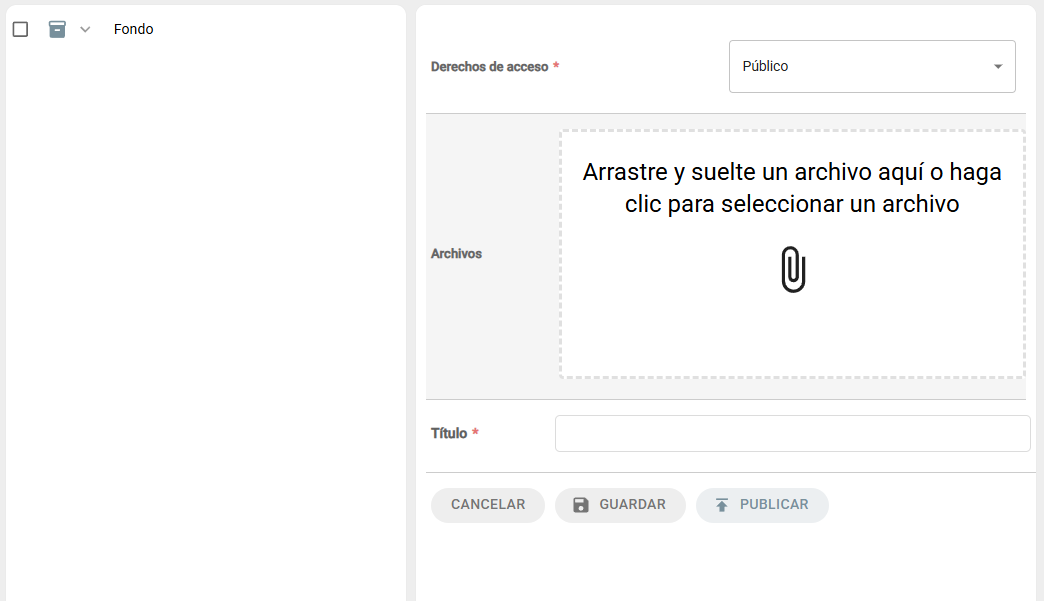 Fondo
Derechos de acceso *
Público
Arrastre y suelte un archivo aquí o haga
clic para seleccionar un archivo
Archivos
Título *
CANCELAR
GUARDAR
PUBLICAR